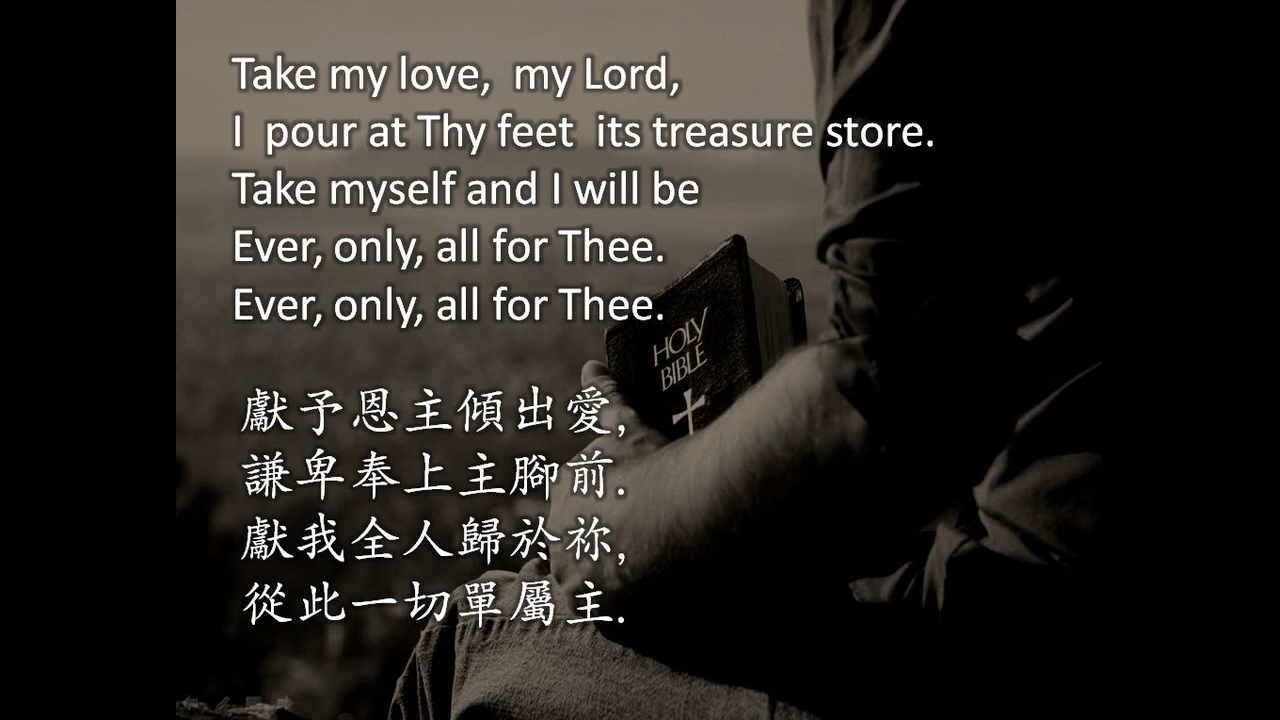 Take my love, my Lord,
I pour at Thy feet its treasure store.
Take myself and I will be
Ever, only, all for Thee.
Ever, only, all for Thee.
HOLY
BIBLE
獻予恩主傾出愛,
謙卑奉上主腳前.
獻我全人歸於祢,
從此一切單屬主.